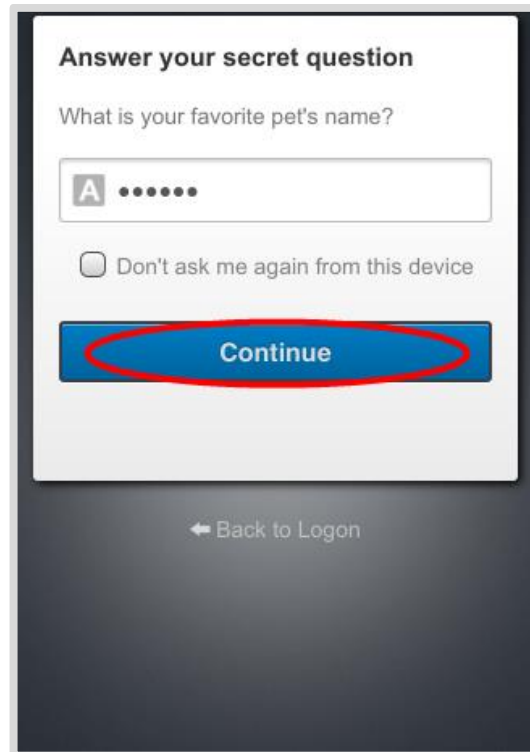 Answer your secret question
What is your favorite pet's name?
A ••••••
Don't ask me again from this device
Continue
Back to Logon